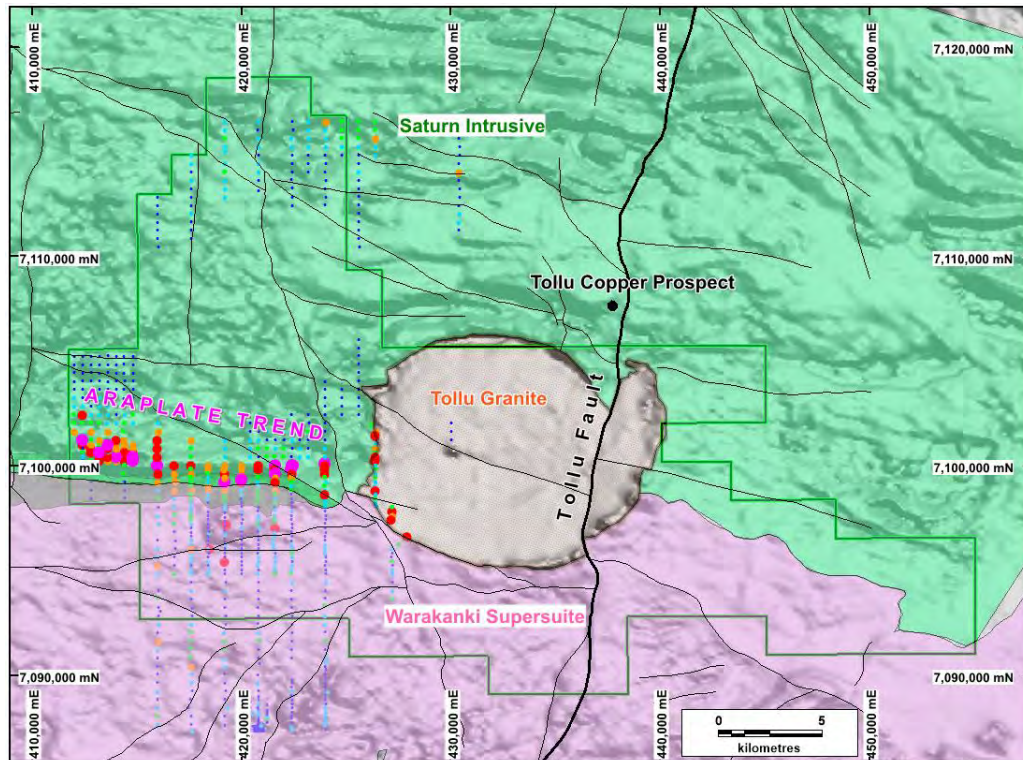 410,000 mE
420,000 mE
430,000 mE
440,000 mE
450,000 mE
7,120,000 mN
Saturn Intrusive
7,110,000 mN
7,110,000 mN
Tollu Copper Prospect
Tollu Granite
ARAPLATE TREND
Tollu Fault
7,100,000 mN
7,100,000 mN
Warakanki Supersuite
7,090,000 mN
7,090,000 mN
410,000 mE
420,000 mE
430,000 mE
440,000 mE
450,000 mE
0 5
kilometres